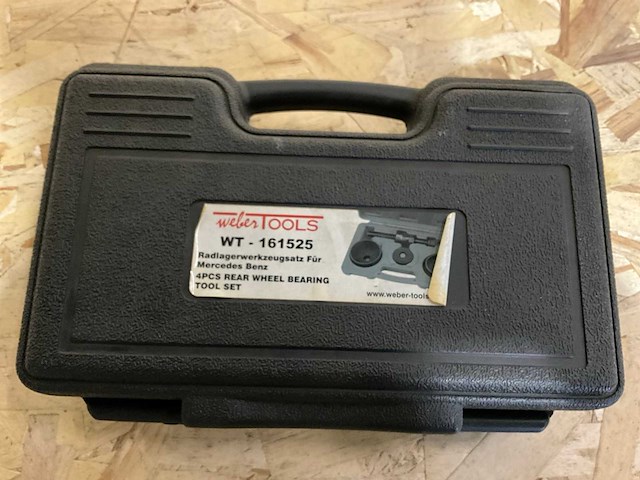 weber TOOLS
WT - 161525
Radlagerwerkzeugsatz Für
Mercedes Benz
4PCS REAR WHEEL BEARING
TOOL SET
www.weber-tools